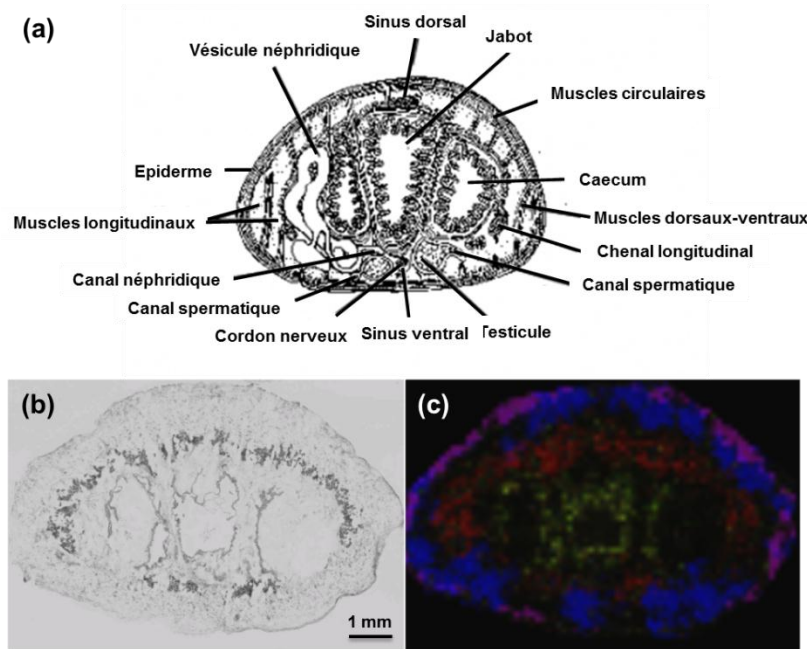 (a)
Sinus dorsal
Jabot
Vésicule néphridique
Muscles circulaires
Epiderme
Caecum
Muscles longitudinaux
Muscles dorsaux-ventraux
Chenal longitudinal
Canal néphridique
Canal spermatique
Canal spermatique
Cordon nerveux
Sinus ventral
Testicule
(b)
(c)
1 mm